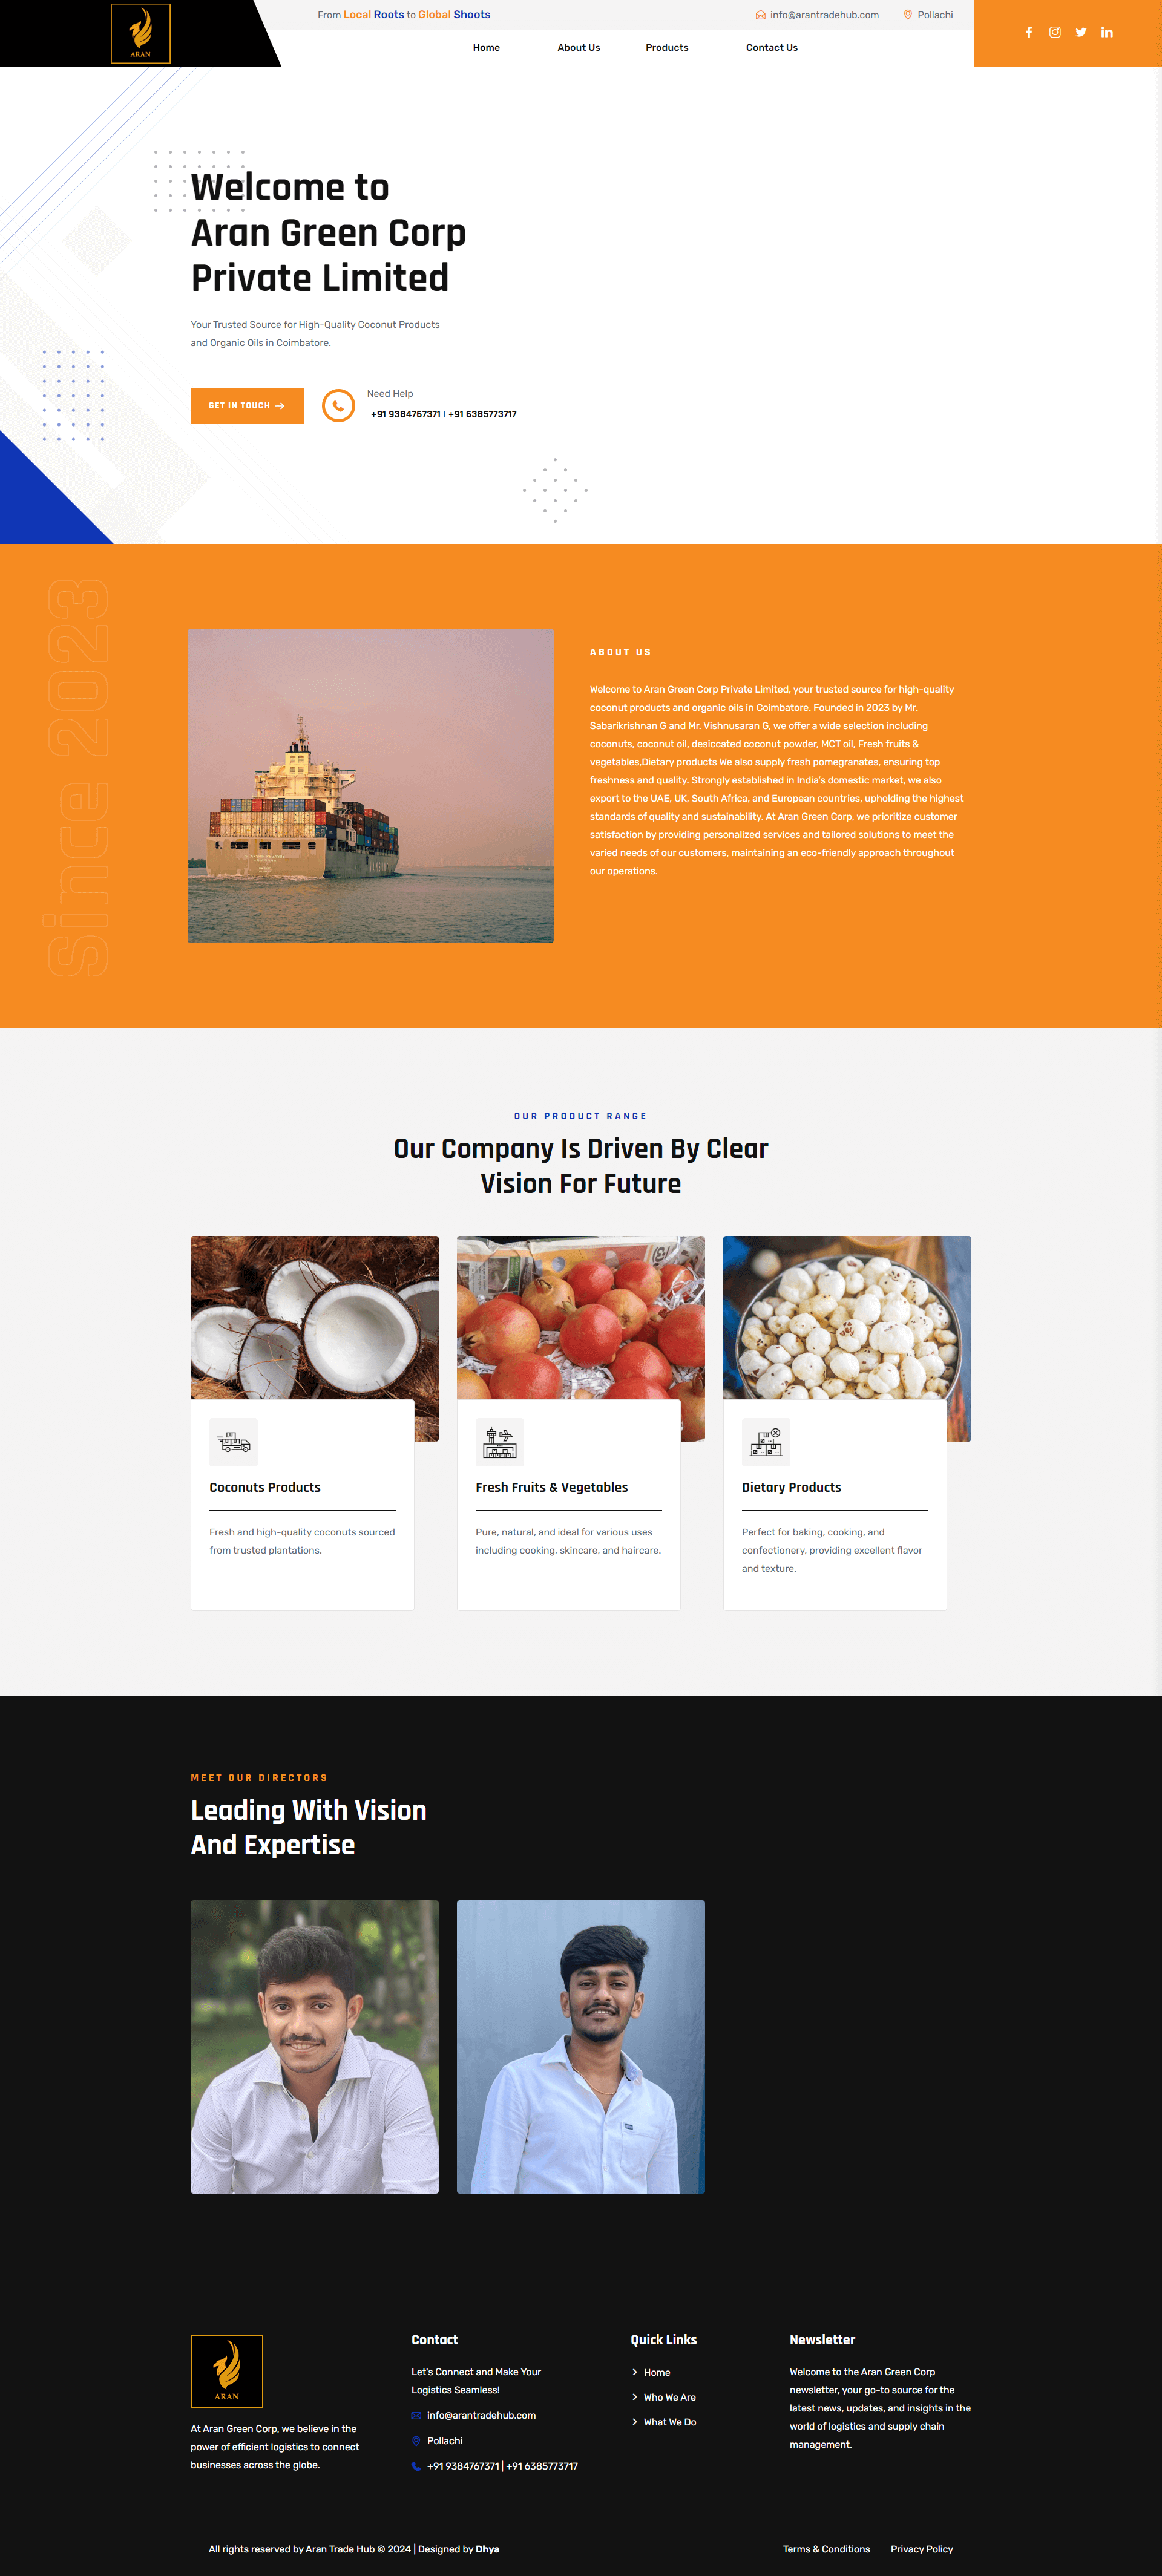 ARAN
From Local Roots to Global Shoots
info@arantradehub.com
Pollachi
Home
About Us
Products
Contact Us
Welcome to
Aran Green Corp
Private Limited
Your Trusted Source for High-Quality Coconut Products
and Organic Oils in Coimbatore.
GET IN TOUCH
Need Help
+91 9384767371 | +91 6385773717
Since 2023
ABOUT US
Welcome to Aran Green Corp Private Limited, your trusted source for high-quality
coconut products and organic oils in Coimbatore. Founded in 2023 by Mr.
Sabarikrishnan G and Mr. Vishnusaran G, we offer a wide selection including
coconuts, coconut oil, desiccated coconut powder, MCT oil, Fresh fruits &
vegetables,Dietary products We also supply fresh pomegranates, ensuring top
freshness and quality. Strongly established in India's domestic market, we also
export to the UAE, UK, South Africa, and European countries, upholding the highest
standards of quality and sustainability. At Aran Green Corp, we prioritize customer
satisfaction by providing personalized services and tailored solutions to meet the
varied needs of our customers, maintaining an eco-friendly approach throughout
our operations.
OUR PRODUCT RANGE
Our Company Is Driven By Clear
Vision For Future
Coconuts Products
Fresh and high-quality coconuts sourced
from trusted plantations.
Fresh Fruits & Vegetables
Pure, natural, and ideal for various uses
including cooking, skincare, and haircare.
Dietary Products
Perfect for baking, cooking, and
confectionery, providing excellent flavor
and texture.
MEET OUR DIRECTORS
Leading With Vision
And Expertise
ARAN
At Aran Green Corp, we believe in the
power of efficient logistics to connect
businesses across the globe.
Contact
Let's Connect and Make Your
Logistics Seamless!
info@arantradehub.com
Pollachi
+91 9384767371 | +91 6385773717
Quick Links
Home
Who We Are
What We Do
Newsletter
Welcome to the Aran Green Corp
newsletter, your go-to source for the
latest news, updates, and insights in the
world of logistics and supply chain
management.
All rights reserved by Aran Trade Hub © 2024 | Designed by Dhya
Terms & Conditions
Privacy Policy